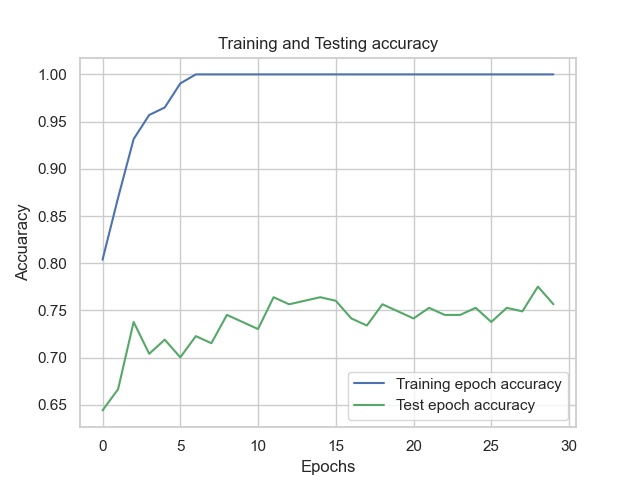 Training and Testing accuracy
1.00
0.95
0.90
0.85
0.80
0.75
0.70
0.65
Accuaracy
Training epoch accuracy
Test epoch accuracy
0 5 10 15 20 25 30
Epochs